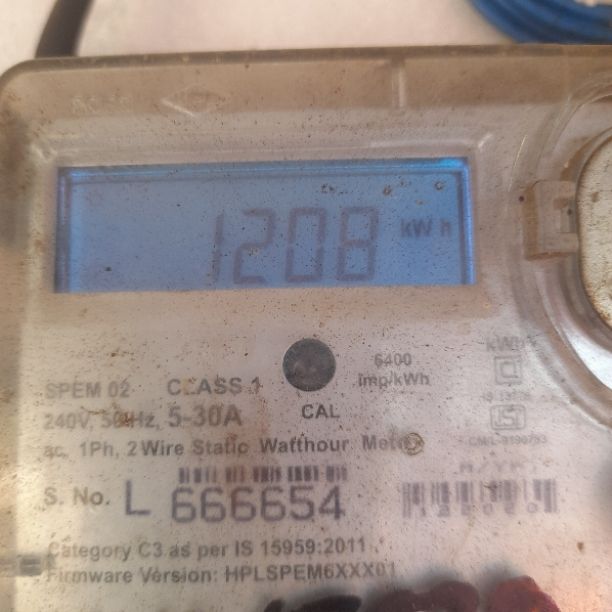 1208 kWh
6400
imp/kWh
kWh
SPEM 02 CLASS 1
240V, 50Hz, 5-30A
CAL
ac, 1Ph, 2 Wire Static Watthour Meter
S. No. L 666654
Category C3 as per IS 15959:2011
Firmware Version: HPLSPEM6XXX01